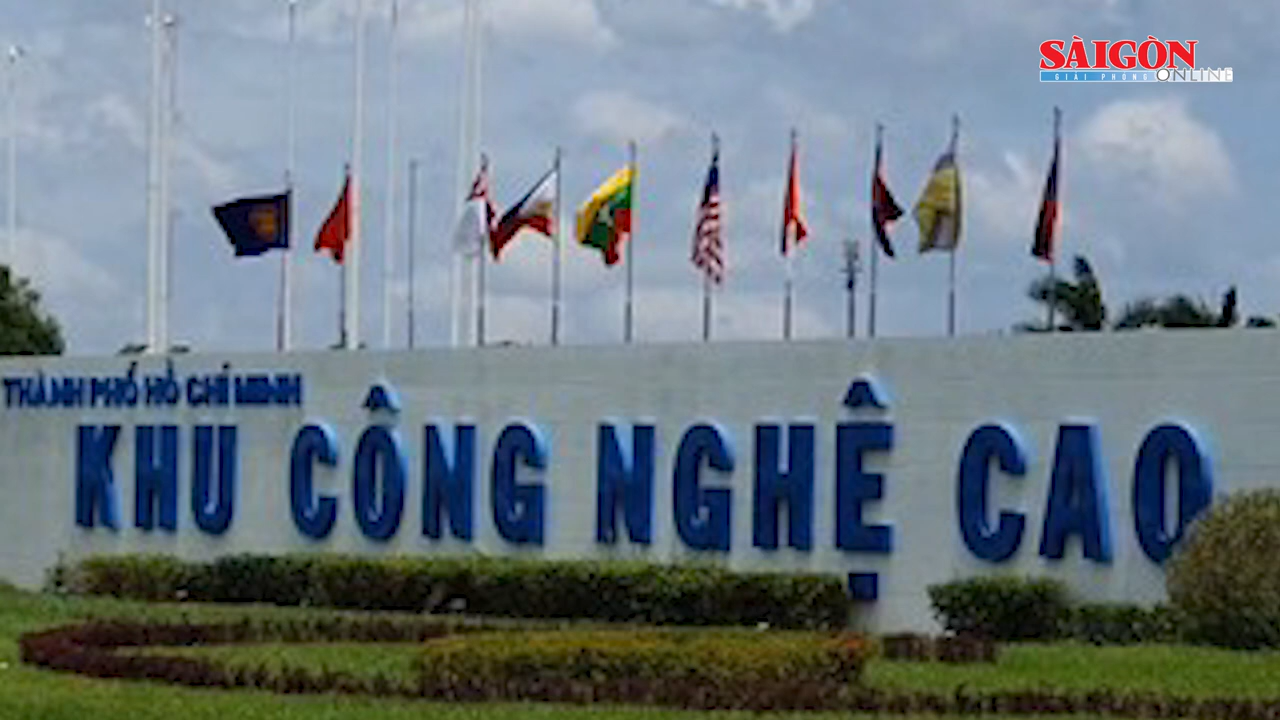 SÀIGÒN
GIẢI PHÓNG ONLINE
THÀNH PHỐ HỒ CHÍ MINH
KHU CÔNG NGHỆ CAO